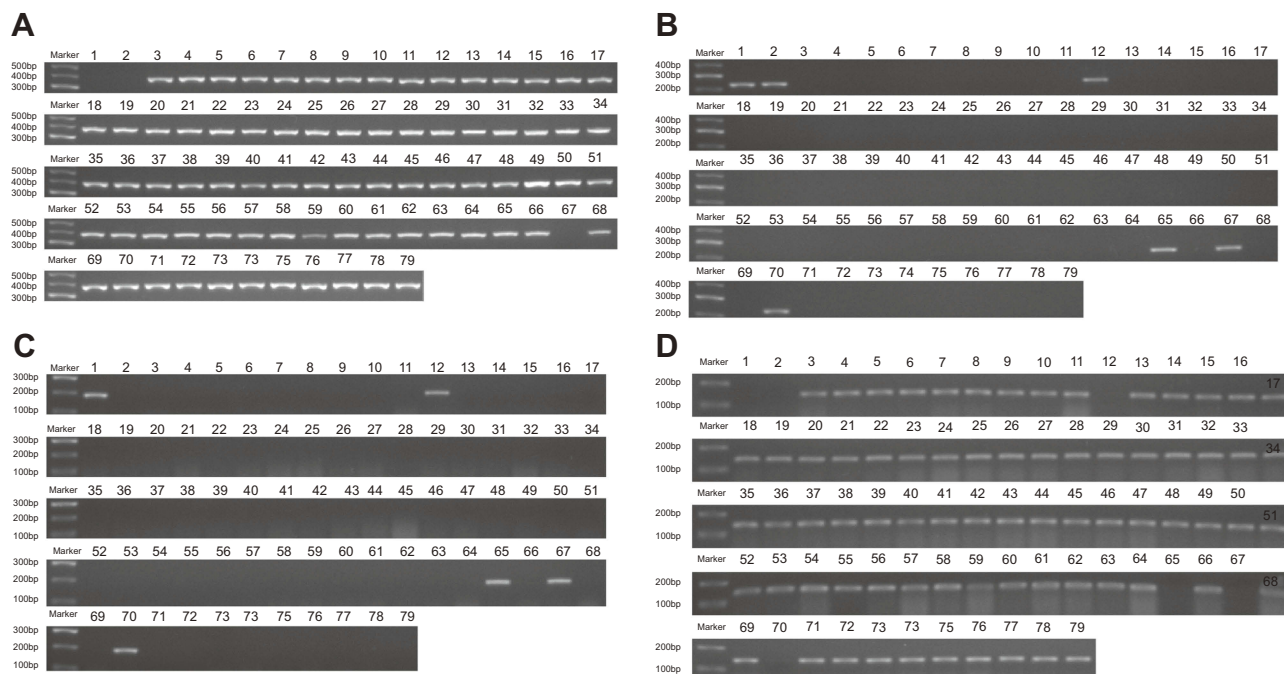 A
Marker 1 2 3 4 5 6 7 8 9 10 11 12 13 14 15 16 17
500bp
400bp
300bp
Marker 18 19 20 21 22 23 24 25 26 27 28 29 30 31 32 33 34
500bp
400bp
300bp
Marker 35 36 37 38 39 40 41 42 43 44 45 46 47 48 49 50 51
500bp
400bp
300bp
Marker 52 53 54 55 56 57 58 59 60 61 62 63 64 65 66 67 68
500bp
400bp
300bp
Marker 69 70 71 72 73 73 75 76 77 78 79
500bp
400bp
300bp
B
Marker 1 2 3 4 5 6 7 8 9 10 11 12 13 14 16 17
400bp
300bp
200bp
Marker 18 19 20 21 22 23 24 25 26 27 28 29 30 31 32 33 34
400bp
300bp
200bp
Marker 35 36 37 38 39 40 41 42 43 44 45 46 47 48 49 50 51
400bp
300bp
200bp
Marker 52 53 54 55 56 57 58 59 60 61 62 63 64 65 66 67 68
400bp
300bp
200bp
Marker 69 70 71 72 73 74 75 76 77 78 79
400bp
300bp
200bp
C
Marker 1 2 3 4 5 6 7 8 9 10 11 12 13 14 15 16 17
300bp
200bp
100bp
Marker 18 19 20 21 22 23 24 25 26 27 28 29 30 31 32 33 34
300bp
200bp
100bp
Marker 35 36 37 38 39 40 41 42 43 44 45 46 47 48 49 50 51
300bp
200bp
100bp
Marker 52 53 54 55 56 57 58 59 60 61 62 63 64 65 66 67 68
300bp
200bp
100bp
Marker 69 70 71 72 73 73 75 76 77 78 79
300bp
200bp
100bp
D
Marker 1 2 3 4 5 6 7 8 9 10 11 12 13 14 15 16
200bp 17
100bp
Marker 18 19 20 21 22 23 24 25 26 27 28 29 30 31 32 33
200bp 34
100bp
Marker 35 36 37 38 39 40 41 42 43 44 45 46 47 48 49 50
200bp 51
100bp
Marker 52 53 54 55 56 57 58 59 60 61 62 63 64 65 66 67
200bp 68
100bp
Marker 69 70 71 72 73 73 75 76 77 78 79
200bp
100bp